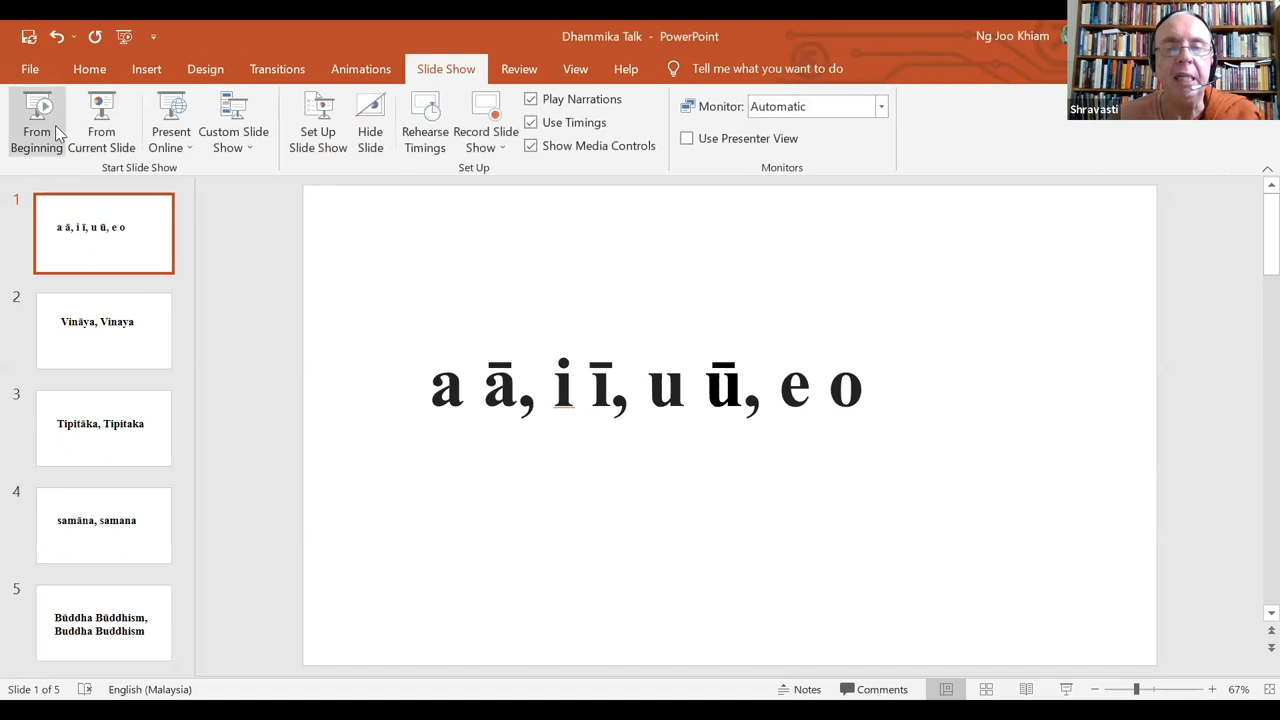 Dhammika Talk - PowerPoint
Ng Joo Khiam
Shravasti
File Home Insert Design Transitions Animations Slide Show Review View Help Tell me what you want to do
From Beginning
From Current Slide
Present Online
Custom Slide Show
Start Slide Show
Set Up Slide Show
Hide Slide
Rehearse Timings
Record Slide Show
Play Narrations
Use Timings
Show Media Controls
Set Up
Monitor: Automatic
Use Presenter View
Monitors
1
a ā, i ī, u ū, e o
2
Vināya, Vinaya
3
Tipitāka, Tipitaka
4
samāna, samana
5
Būddha Būddhism,
Buddha Buddhism
a ā, i ī, u ū, e o
Slide 1 of 5 English (Malaysia) Notes Comments 67%